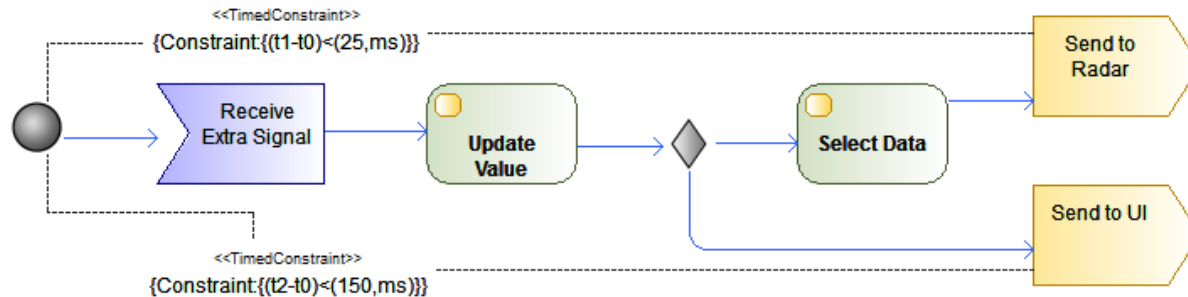 <<TimedConstraint>>
{Constraint:{(t1-t0)<(25,ms)}}
Send to
Radar
Receive
Extra Signal
Update
Value
Select Data
Send to UI
<<TimedConstraint>>
{Constraint:{(t2-t0)<(150,ms)}}